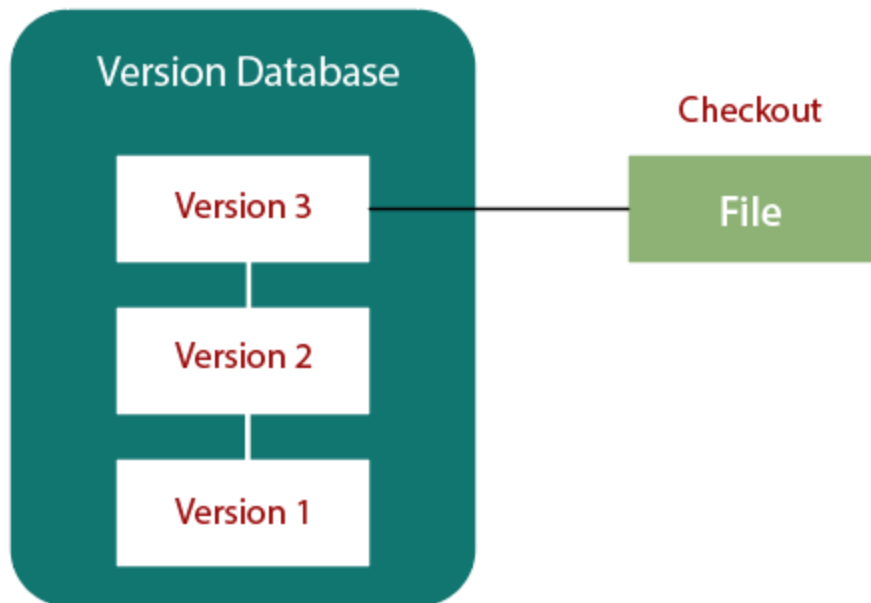 Version Database
Checkout
Version 3
File
Version 2
Version 1